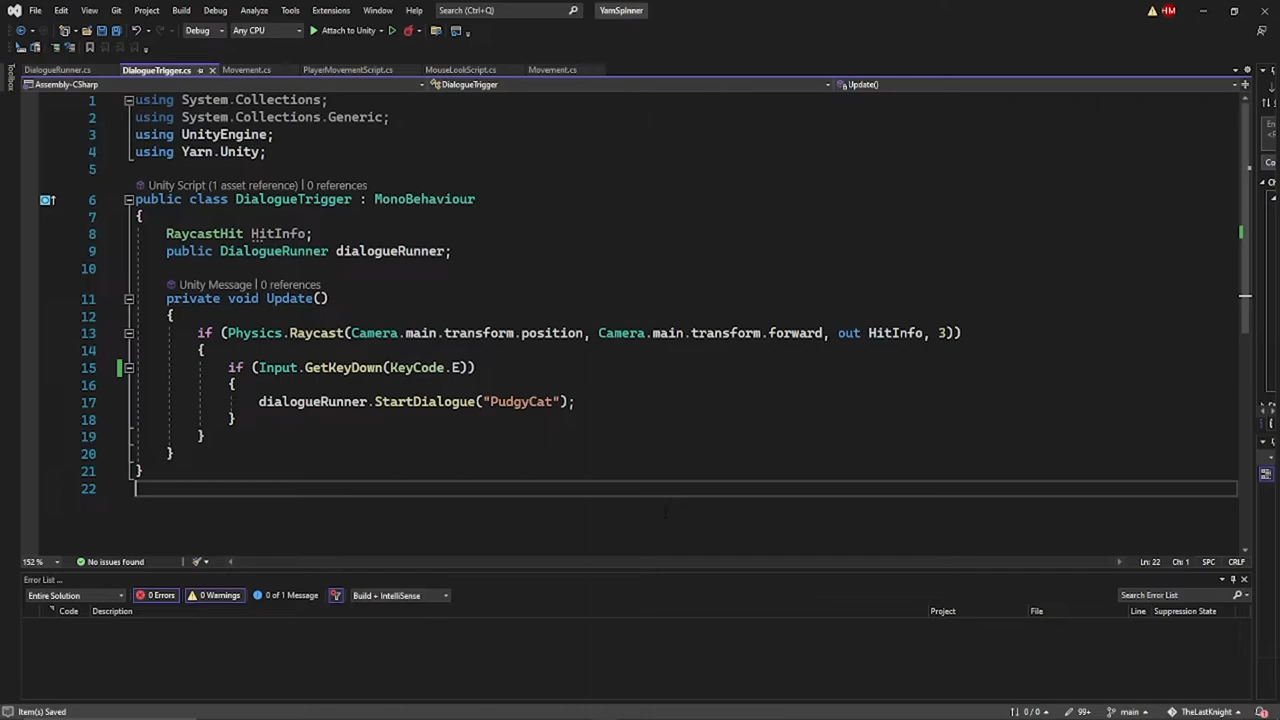 File Edit View Git Project Build Debug Analyze Tools Extensions Window Help Search (Ctrl+Q) YarnSpinner HM
Debug Any CPU Attach to Unity
DialogueRunner.cs DialogueTrigger.cs Movement.cs PlayerMovementScript.cs MouseLookScript.cs Movement.cs
Assembly-CSharp DialogueTrigger Update()
Toolbox
1 using System.Collections;
2 using System.Collections.Generic;
3 using UnityEngine;
4 using Yarn.Unity;
5
Unity Script (1 asset reference) | 0 references
6 public class DialogueTrigger : MonoBehaviour
7 {
8 RaycastHit HitInfo;
9 public DialogueRunner dialogueRunner;
10
Unity Message | 0 references
11 private void Update()
12 {
13 if (Physics.Raycast(Camera.main.transform.position, Camera.main.transform.forward, out HitInfo, 3))
14 {
15 if (Input.GetKeyDown(KeyCode.E))
16 {
17 dialogueRunner.StartDialogue("PudgyCat");
18 }
19 }
20 }
21 }
22
152 % No issues found Ln: 22 Ch: 1 SPC CRLF
Error List ...
Entire Solution 0 Errors 0 Warnings 0 of 1 Message Build + IntelliSense Search Error List
Code Description Project File Line Suppression State
Item(s) Saved 0 / 0 99+ main TheLastKnight